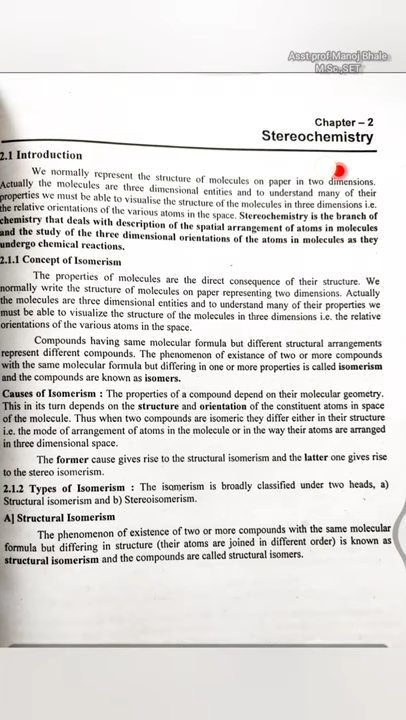 Asst.prof.Manoj Bhale
M.Sc.,SET
Chapter – 2
Stereochemistry
2.1 Introduction
We normally represent the structure of molecules on paper in two dimensions.
Actually the molecules are three dimensional entities and to understand many of their
properties we must be able to visualise the structure of the molecules in three dimensions i.e.
the relative orientations of the various atoms in the space. Stereochemistry is the branch of
chemistry that deals with description of the spatial arrangement of atoms in molecules
and the study of the three dimensional orientations of the atoms in molecules as they
undergo chemical reactions.
2.1.1 Concept of Isomerism
The properties of molecules are the direct consequence of their structure. We
normally write the structure of molecules on paper representing two dimensions. Actually
the molecules are three dimensional entities and to understand many of their properties we
must be able to visualize the structure of the molecules in three dimensions i.e. the relative
orientations of the various atoms in the space.
Compounds having same molecular formula but different structural arrangements
represent different compounds. The phenomenon of existance of two or more compounds
with the same molecular formula but differing in one or more properties is called isomerism
and the compounds are known as isomers.
Causes of Isomerism : The properties of a compound depend on their molecular geometry.
This in its turn depends on the structure and orientation of the constituent atoms in space
of the molecule. Thus when two compounds are isomeric they differ either in their structure
i.e. the mode of arrangement of atoms in the molecule or in the way their atoms are arranged
in three dimensional space.
The former cause gives rise to the structural isomerism and the latter one gives rise
to the stereo isomerism.
2.1.2 Types of Isomerism : The isomerism is broadly classified under two heads, a)
Structural isomerism and b) Stereoisomerism.
A] Structural Isomerism
The phenomenon of existence of two or more compounds with the same molecular
formula but differing in structure (their atoms are joined in different order) is known as
structural isomerism and the compounds are called structural isomers.